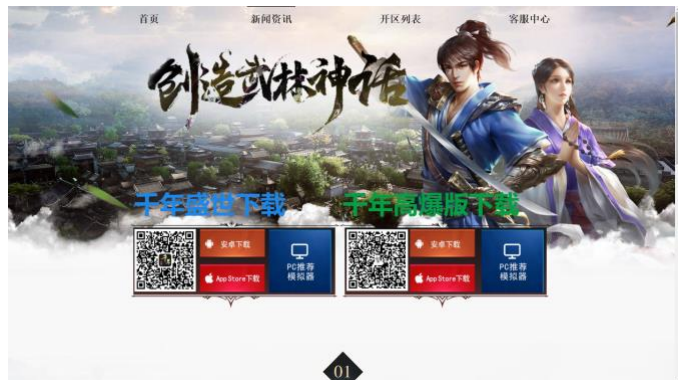 首页 新闻资讯 开区列表 客服中心
创造武林神话
千年盛世下载 千年高爆版下载
安卓下载
App Store下载
PC推荐
模拟器
安卓下载
App Store下载
PC推荐
模拟器
01